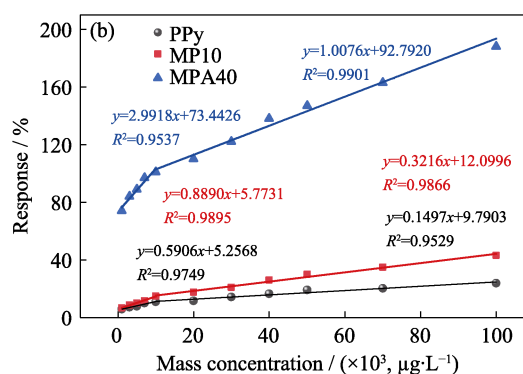 (b)
PPy
MP10
MPA40
y=1.0076x+92.7920
R²=0.9901
y=2.9918x+73.4426
R²=0.9537
y=0.3216x+12.0996
R²=0.9866
y=0.8890x+5.7731
R²=0.9895
y=0.1497x+9.7903
R²=0.9529
y=0.5906x+5.2568
R²=0.9749
Response / %
200
160
120
80
40
0
0 20 40 60 80 100
Mass concentration / (×10³, μg·L⁻¹)